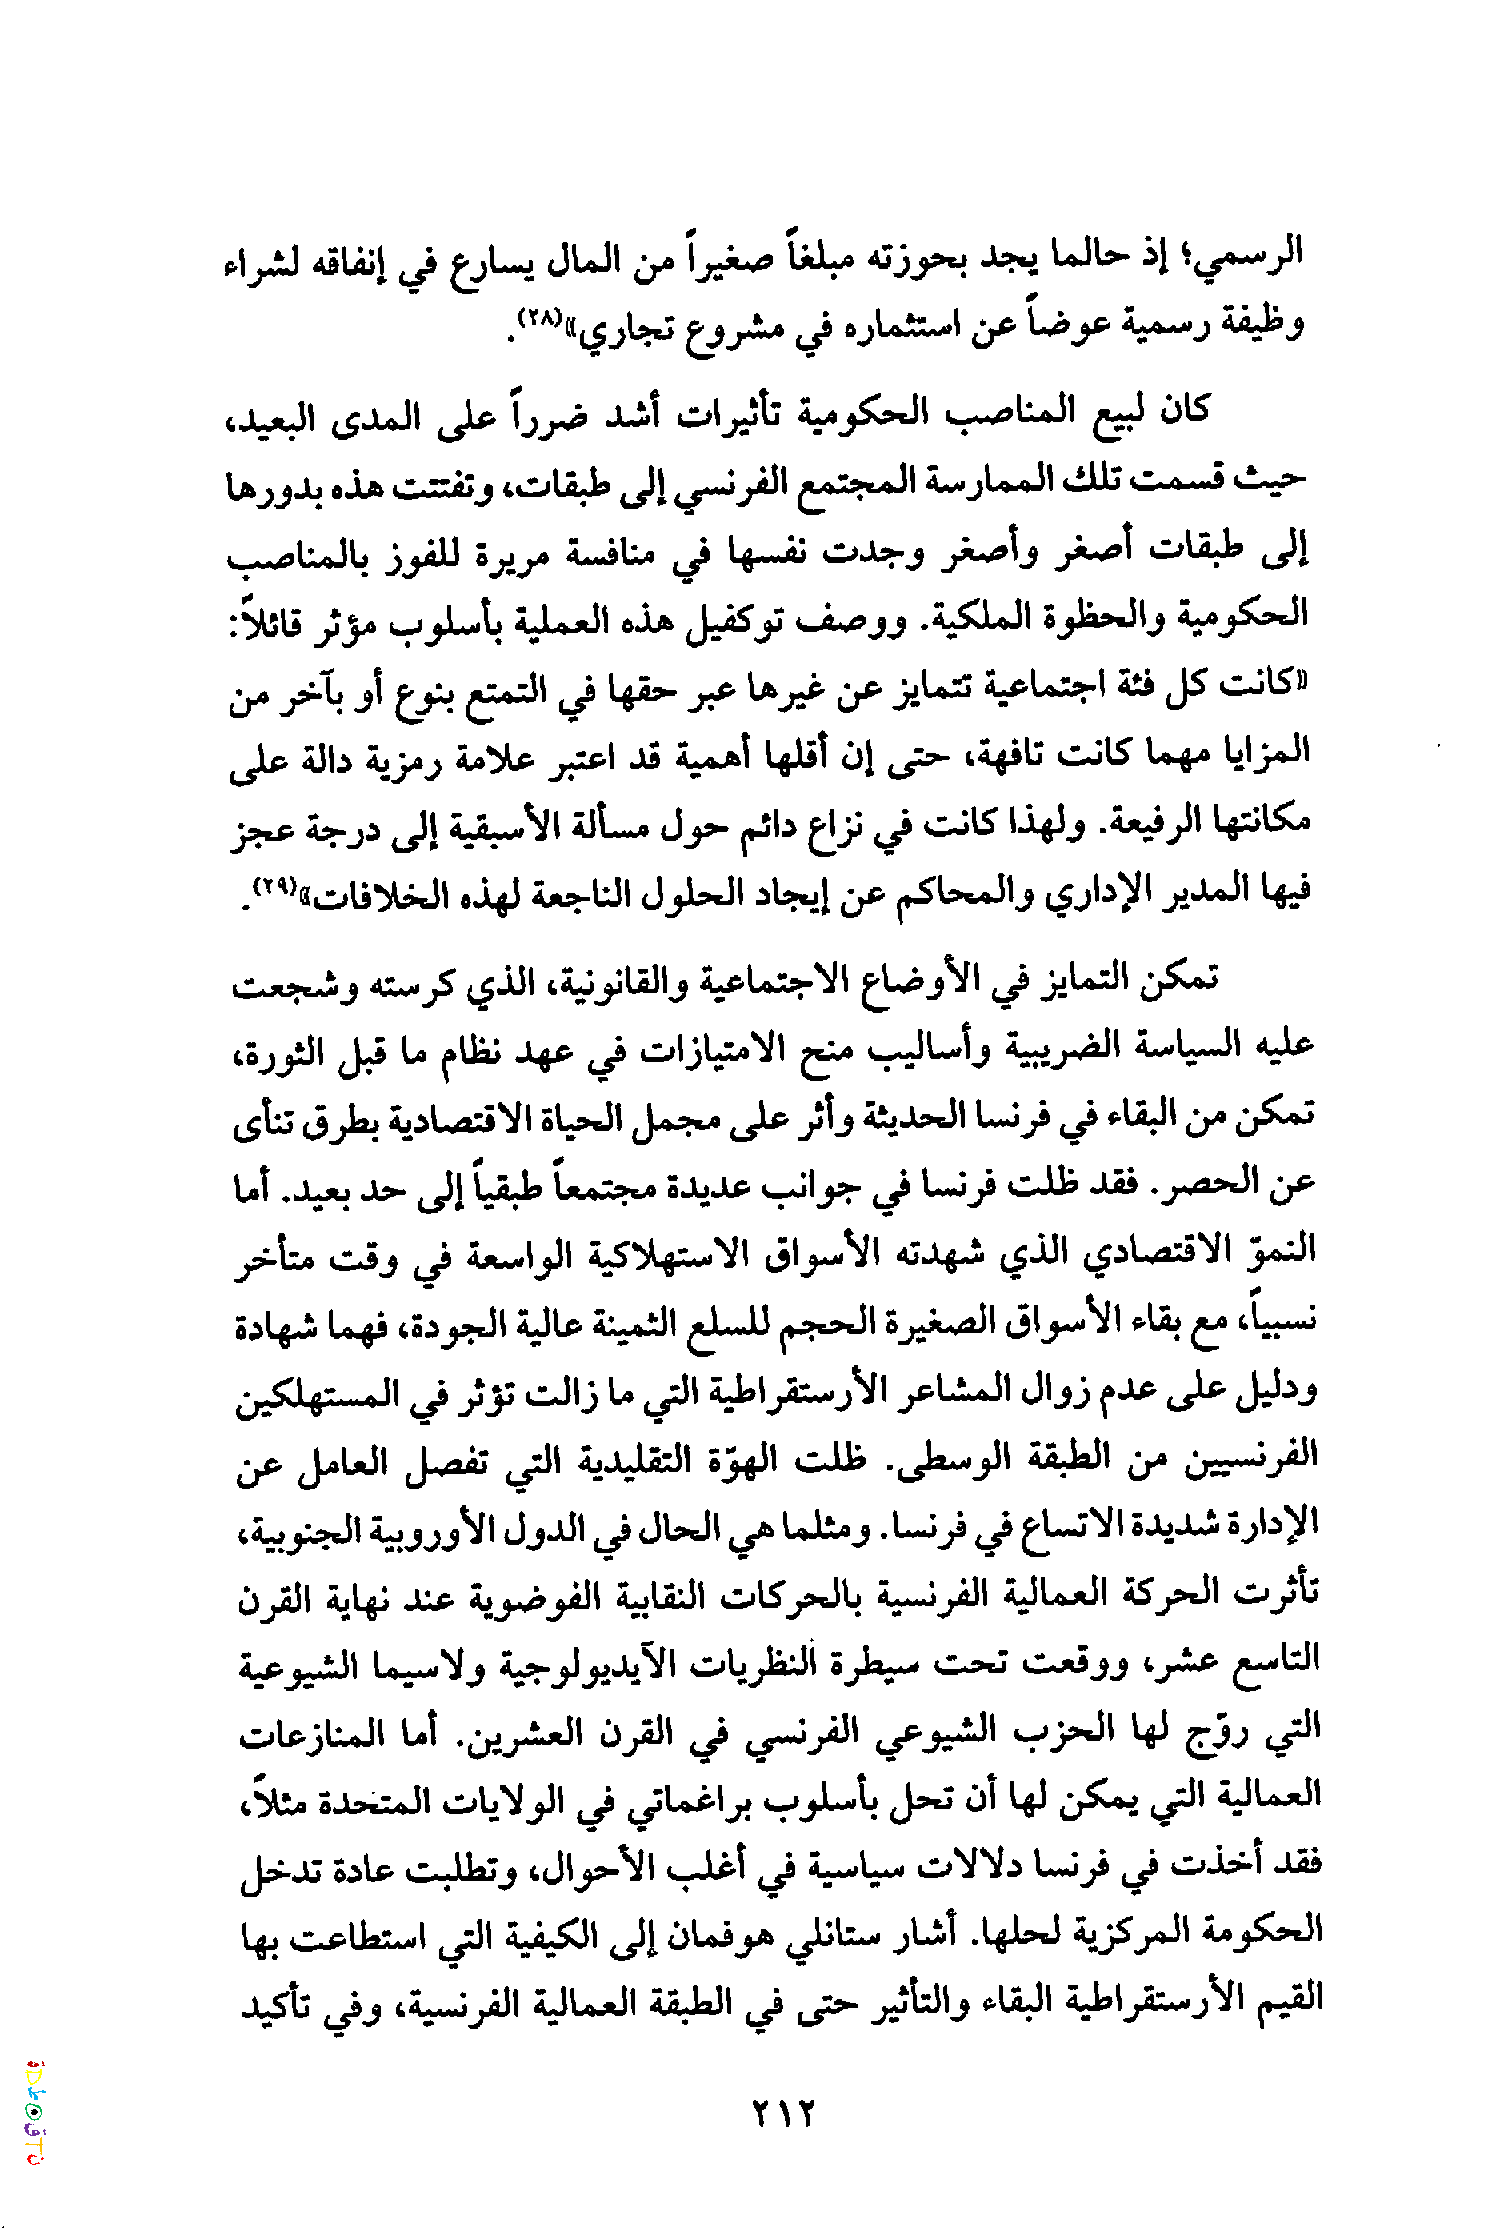 الرسمي؛ إذ حالما يجد بحوزته مبلغاً صغيراً من المال يسارع في إنفاقه لشراء
وظيفة رسمية عوضاً عن استثماره في مشروع تجاري»(٢٨).
كان لبيع المناصب الحكومية تأثيرات أشد ضرراً على المدى البعيد،
حيث قسمت تلك الممارسة المجتمع الفرنسي إلى طبقات، وتفتتت هذه بدورها
إلى طبقات أصغر وأصغر وجدت نفسها في منافسة مريرة للفوز بالمناصب
الحكومية والحظوة الملكية. ووصف توكفيل هذه العملية بأسلوب مؤثر قائلاً:
«كانت كل فئة اجتماعية تتمايز عن غيرها عبر حقها في التمتع بنوع أو بآخر من
المزايا مهما كانت تافهة، حتى إن أقلها أهمية قد اعتبر علامة رمزية دالة على
مكانتها الرفيعة. ولهذا كانت في نزاع دائم حول مسألة الأسبقية إلى درجة عجز
فيها المدير الإداري والمحاكم عن إيجاد الحلول الناجعة لهذه الخلافات»(٢٩).
تمكن التمايز في الأوضاع الاجتماعية والقانونية، الذي كرسته وشجعت
عليه السياسة الضريبية وأساليب منح الامتيازات في عهد نظام ما قبل الثورة،
تمكن من البقاء في فرنسا الحديثة وأثر على مجمل الحياة الاقتصادية بطرق تنأى
عن الحصر. فقد ظلت فرنسا في جوانب عديدة مجتمعاً طبقياً إلى حد بعيد. أما
النموّ الاقتصادي الذي شهدته الأسواق الاستهلاكية الواسعة في وقت متأخر
نسبياً، مع بقاء الأسواق الصغيرة الحجم للسلع الثمينة عالية الجودة، فهما شهادة
ودليل على عدم زوال المشاعر الأرستقراطية التي ما زالت تؤثر في المستهلكين
الفرنسيين من الطبقة الوسطى. ظلت الهوّة التقليدية التي تفصل العامل عن
الإدارة شديدة الاتساع في فرنسا. ومثلما هي الحال في الدول الأوروبية الجنوبية،
تأثرت الحركة العمالية الفرنسية بالحركات النقابية الفوضوية عند نهاية القرن
التاسع عشر، ووقعت تحت سيطرة النظريات الآيديولوجية ولاسيما الشيوعية
التي روّج لها الحزب الشيوعي الفرنسي في القرن العشرين. أما المنازعات
العمالية التي يمكن لها أن تحل بأسلوب براغماتي في الولايات المتحدة مثلاً،
فقد أخذت في فرنسا دلالات سياسية في أغلب الأحوال، وتطلبت عادة تدخل
الحكومة المركزية لحلها. أشار ستانلي هوفمان إلى الكيفية التي استطاعت بها
القيم الأرستقراطية البقاء والتأثير حتى في الطبقة العمالية الفرنسية، وفي تأكيد
٢١٢